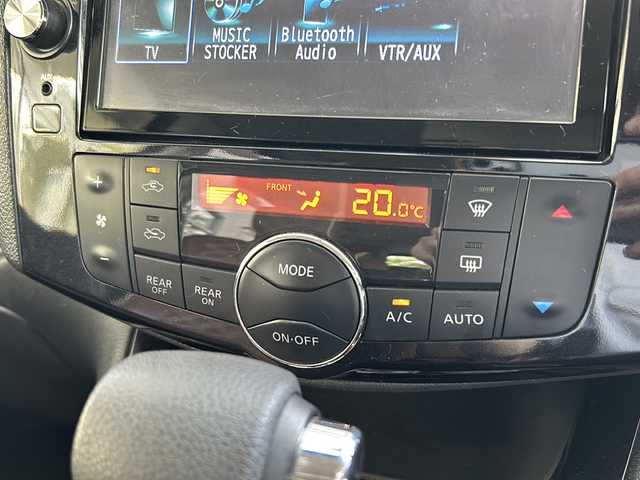 TV
MUSIC
STOCKER
Bluetooth
Audio
VTR/AUX
+
FRONT
20.0°C
MODE
REAR
OFF
REAR
ON
ON·OFF
A/C
AUTO
-